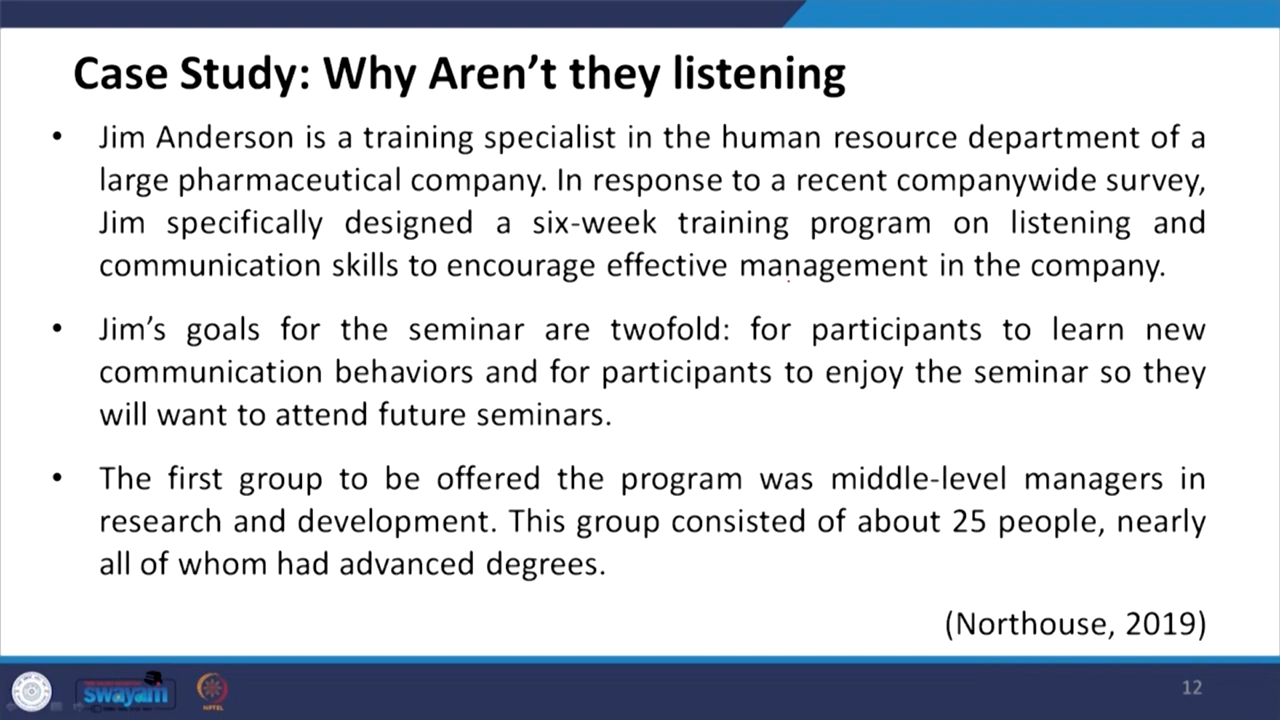 Case Study: Why Aren’t they listening
• Jim Anderson is a training specialist in the human resource department of a
large pharmaceutical company. In response to a recent companywide survey,
Jim specifically designed a six-week training program on listening and
communication skills to encourage effective management in the company.
• Jim’s goals for the seminar are twofold: for participants to learn new
communication behaviors and for participants to enjoy the seminar so they
will want to attend future seminars.
• The first group to be offered the program was middle-level managers in
research and development. This group consisted of about 25 people, nearly
all of whom had advanced degrees.
(Northouse, 2019)
swayam
NPTEL
12